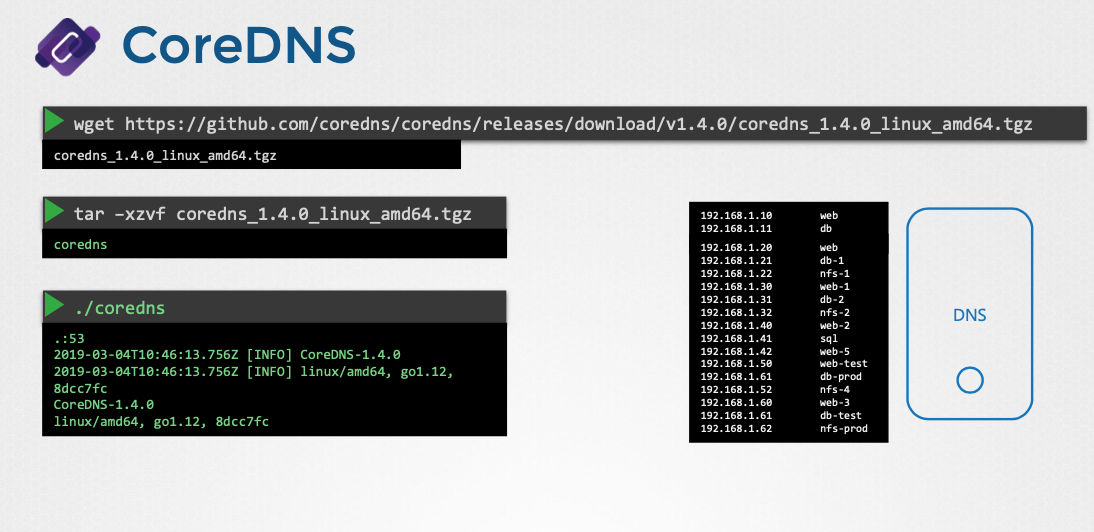 CoreDNS
wget https://github.com/coredns/coredns/releases/download/v1.4.0/coredns_1.4.0_linux_amd64.tgz
coredns_1.4.0_linux_amd64.tgz
tar –xzvf coredns_1.4.0_linux_amd64.tgz
coredns
./coredns
.:53
2019-03-04T10:46:13.756Z [INFO] CoreDNS-1.4.0
2019-03-04T10:46:13.756Z [INFO] linux/amd64, go1.12,
8dcc7fc
CoreDNS-1.4.0
linux/amd64, go1.12, 8dcc7fc
192.168.1.10 web
192.168.1.11 db
192.168.1.20 web
192.168.1.21 db-1
192.168.1.22 nfs-1
192.168.1.30 web-1
192.168.1.31 db-2
192.168.1.32 nfs-2
192.168.1.40 web-2
192.168.1.41 sql
192.168.1.42 web-5
192.168.1.50 web-test
192.168.1.61 db-prod
192.168.1.52 nfs-4
192.168.1.60 web-3
192.168.1.61 db-test
192.168.1.62 nfs-prod
DNS